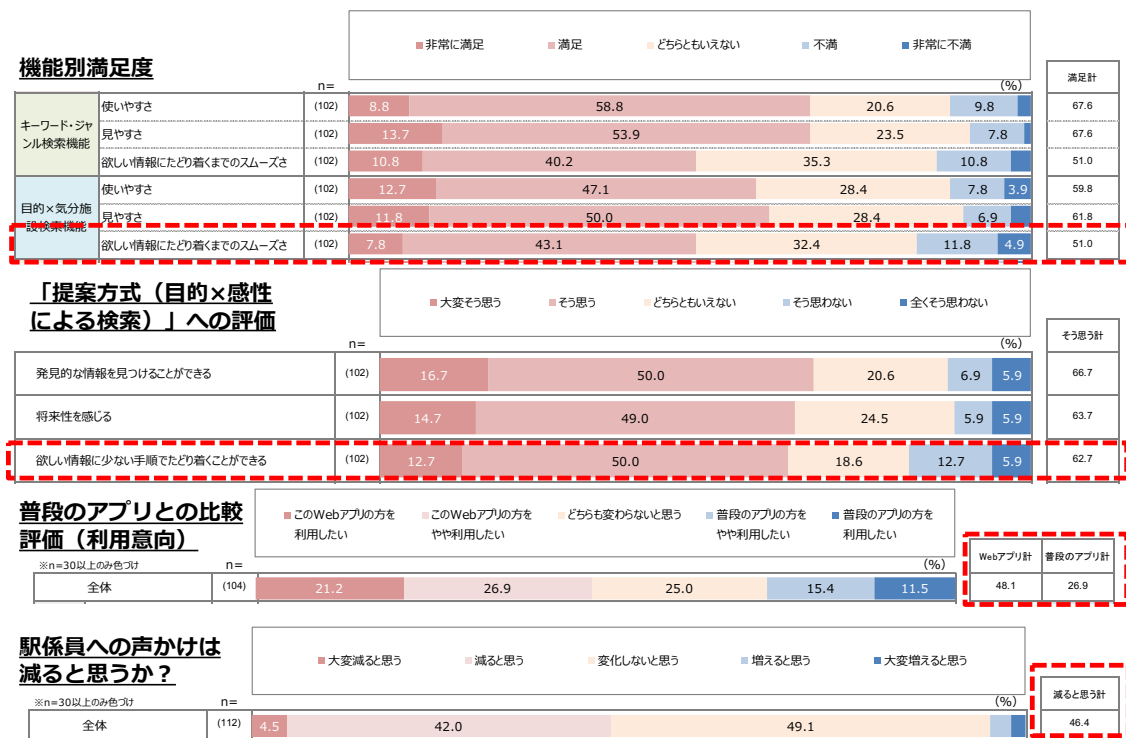 非常に満足 満足 どちらともいえない 不満 非常に不満
機能別満足度
n=
(%)
満足計
キーワード・ジャンル検索機能
使いやすさ (102) 8.8 58.8 20.6 9.8 67.6
見やすさ (102) 13.7 53.9 23.5 7.8 67.6
欲しい情報にたどり着くまでのスムーズさ (102) 10.8 40.2 35.3 10.8 51.0
目的×気分施設検索機能
使いやすさ (102) 12.7 47.1 28.4 7.8 3.9 59.8
見やすさ (102) 11.8 50.0 28.4 6.9 61.8
欲しい情報にたどり着くまでのスムーズさ (102) 7.8 43.1 32.4 11.8 4.9 51.0
「提案方式（目的×感性
による検索）」への評価
大変そう思う そう思う どちらともいえない そう思わない 全くそう思わない
n=
(%)
そう思う計
発見的な情報を見つけることができる (102) 16.7 50.0 20.6 6.9 5.9 66.7
将来性を感じる (102) 14.7 49.0 24.5 5.9 5.9 63.7
欲しい情報に少ない手順でたどり着くことができる (102) 12.7 50.0 18.6 12.7 5.9 62.7
普段のアプリとの比較
評価（利用意向）
このWebアプリの方を
利用したい
このWebアプリの方を
やや利用したい
どちらも変わらないと思う
普段のアプリの方を
やや利用したい
普段のアプリの方を
利用したい
※n=30以上のみ色づけ n= (%)
Webアプリ計 普段のアプリ計
全体 (104) 21.2 26.9 25.0 15.4 11.5 48.1 26.9
駅係員への声かけは
減ると思うか？
大変減ると思う 減ると思う 変化しないと思う 増えると思う 大変増えると思う
※n=30以上のみ色づけ n= (%)
減ると思う計
全体 (112) 4.5 42.0 49.1 46.4